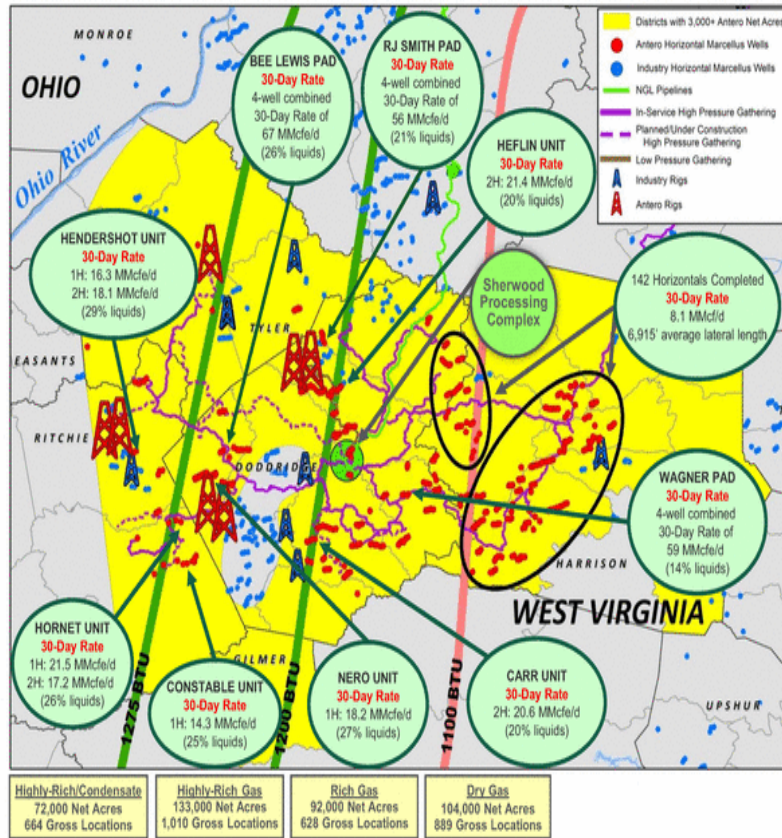 MONROE
OHIO
Ohio River
BEE LEWIS PAD
30-Day Rate
4-well combined
30-Day Rate of
67 MMcfe/d
(26% liquids)
RJ SMITH PAD
30-Day Rate
4-well combined
30-Day Rate of
56 MMcfe/d
(21% liquids)
HEFLIN UNIT
30-Day Rate
2H: 21.4 MMcfe/d
(20% liquids)
Districts with 3,000+ Antero Net Acres
Antero Horizontal Marcellus Wells
Industry Horizontal Marcellus Wells
NGL Pipelines
In-Service High Pressure Gathering
Planned/Under Construction
High Pressure Gathering
Low Pressure Gathering
Industry Rigs
Antero Rigs
HENDERSHOT UNIT
30-Day Rate
1H: 16.3 MMcfe/d
2H: 18.1 MMcfe/d
(29% liquids)
Sherwood
Processing
Complex
142 Horizontals Completed
30-Day Rate
8.1 MMcf/d
6,915' average lateral length
TYLER
EASANTS
RITCHIE
DODDRIDGE
WAGNER PAD
30-Day Rate
4-well combined
30-Day Rate of
59 MMcfe/d
(14% liquids)
HARRISON
WEST VIRGINIA
HORNET UNIT
30-Day Rate
1H: 21.5 MMcfe/d
2H: 17.2 MMcfe/d
(26% liquids)
GILMER
CONSTABLE UNIT
30-Day Rate
1H: 14.3 MMcfe/d
(25% liquids)
NERO UNIT
30-Day Rate
1H: 18.2 MMcfe/d
(27% liquids)
CARR UNIT
30-Day Rate
2H: 20.6 MMcfe/d
(20% liquids)
UPSHUR
1275 BTU
1200 BTU
1100 BTU
Highly-Rich/Condensate
72,000 Net Acres
664 Gross Locations
Highly-Rich Gas
133,000 Net Acres
1,010 Gross Locations
Rich Gas
92,000 Net Acres
628 Gross Locations
Dry Gas
104,000 Net Acres
889 Gross Locations